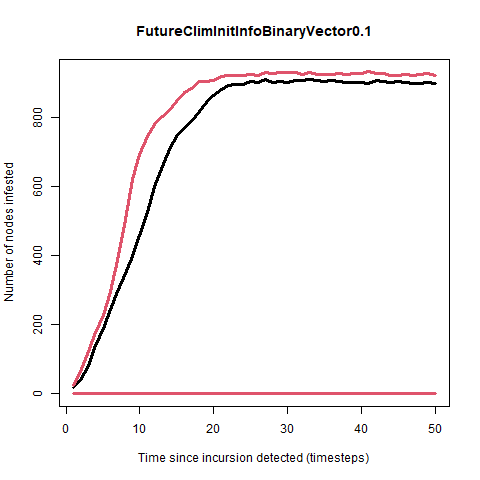 FutureClimInitInfoBinaryVector0.1
Number of nodes infested
800
600
400
200
0
0 10 20 30 40 50
Time since incursion detected (timesteps)